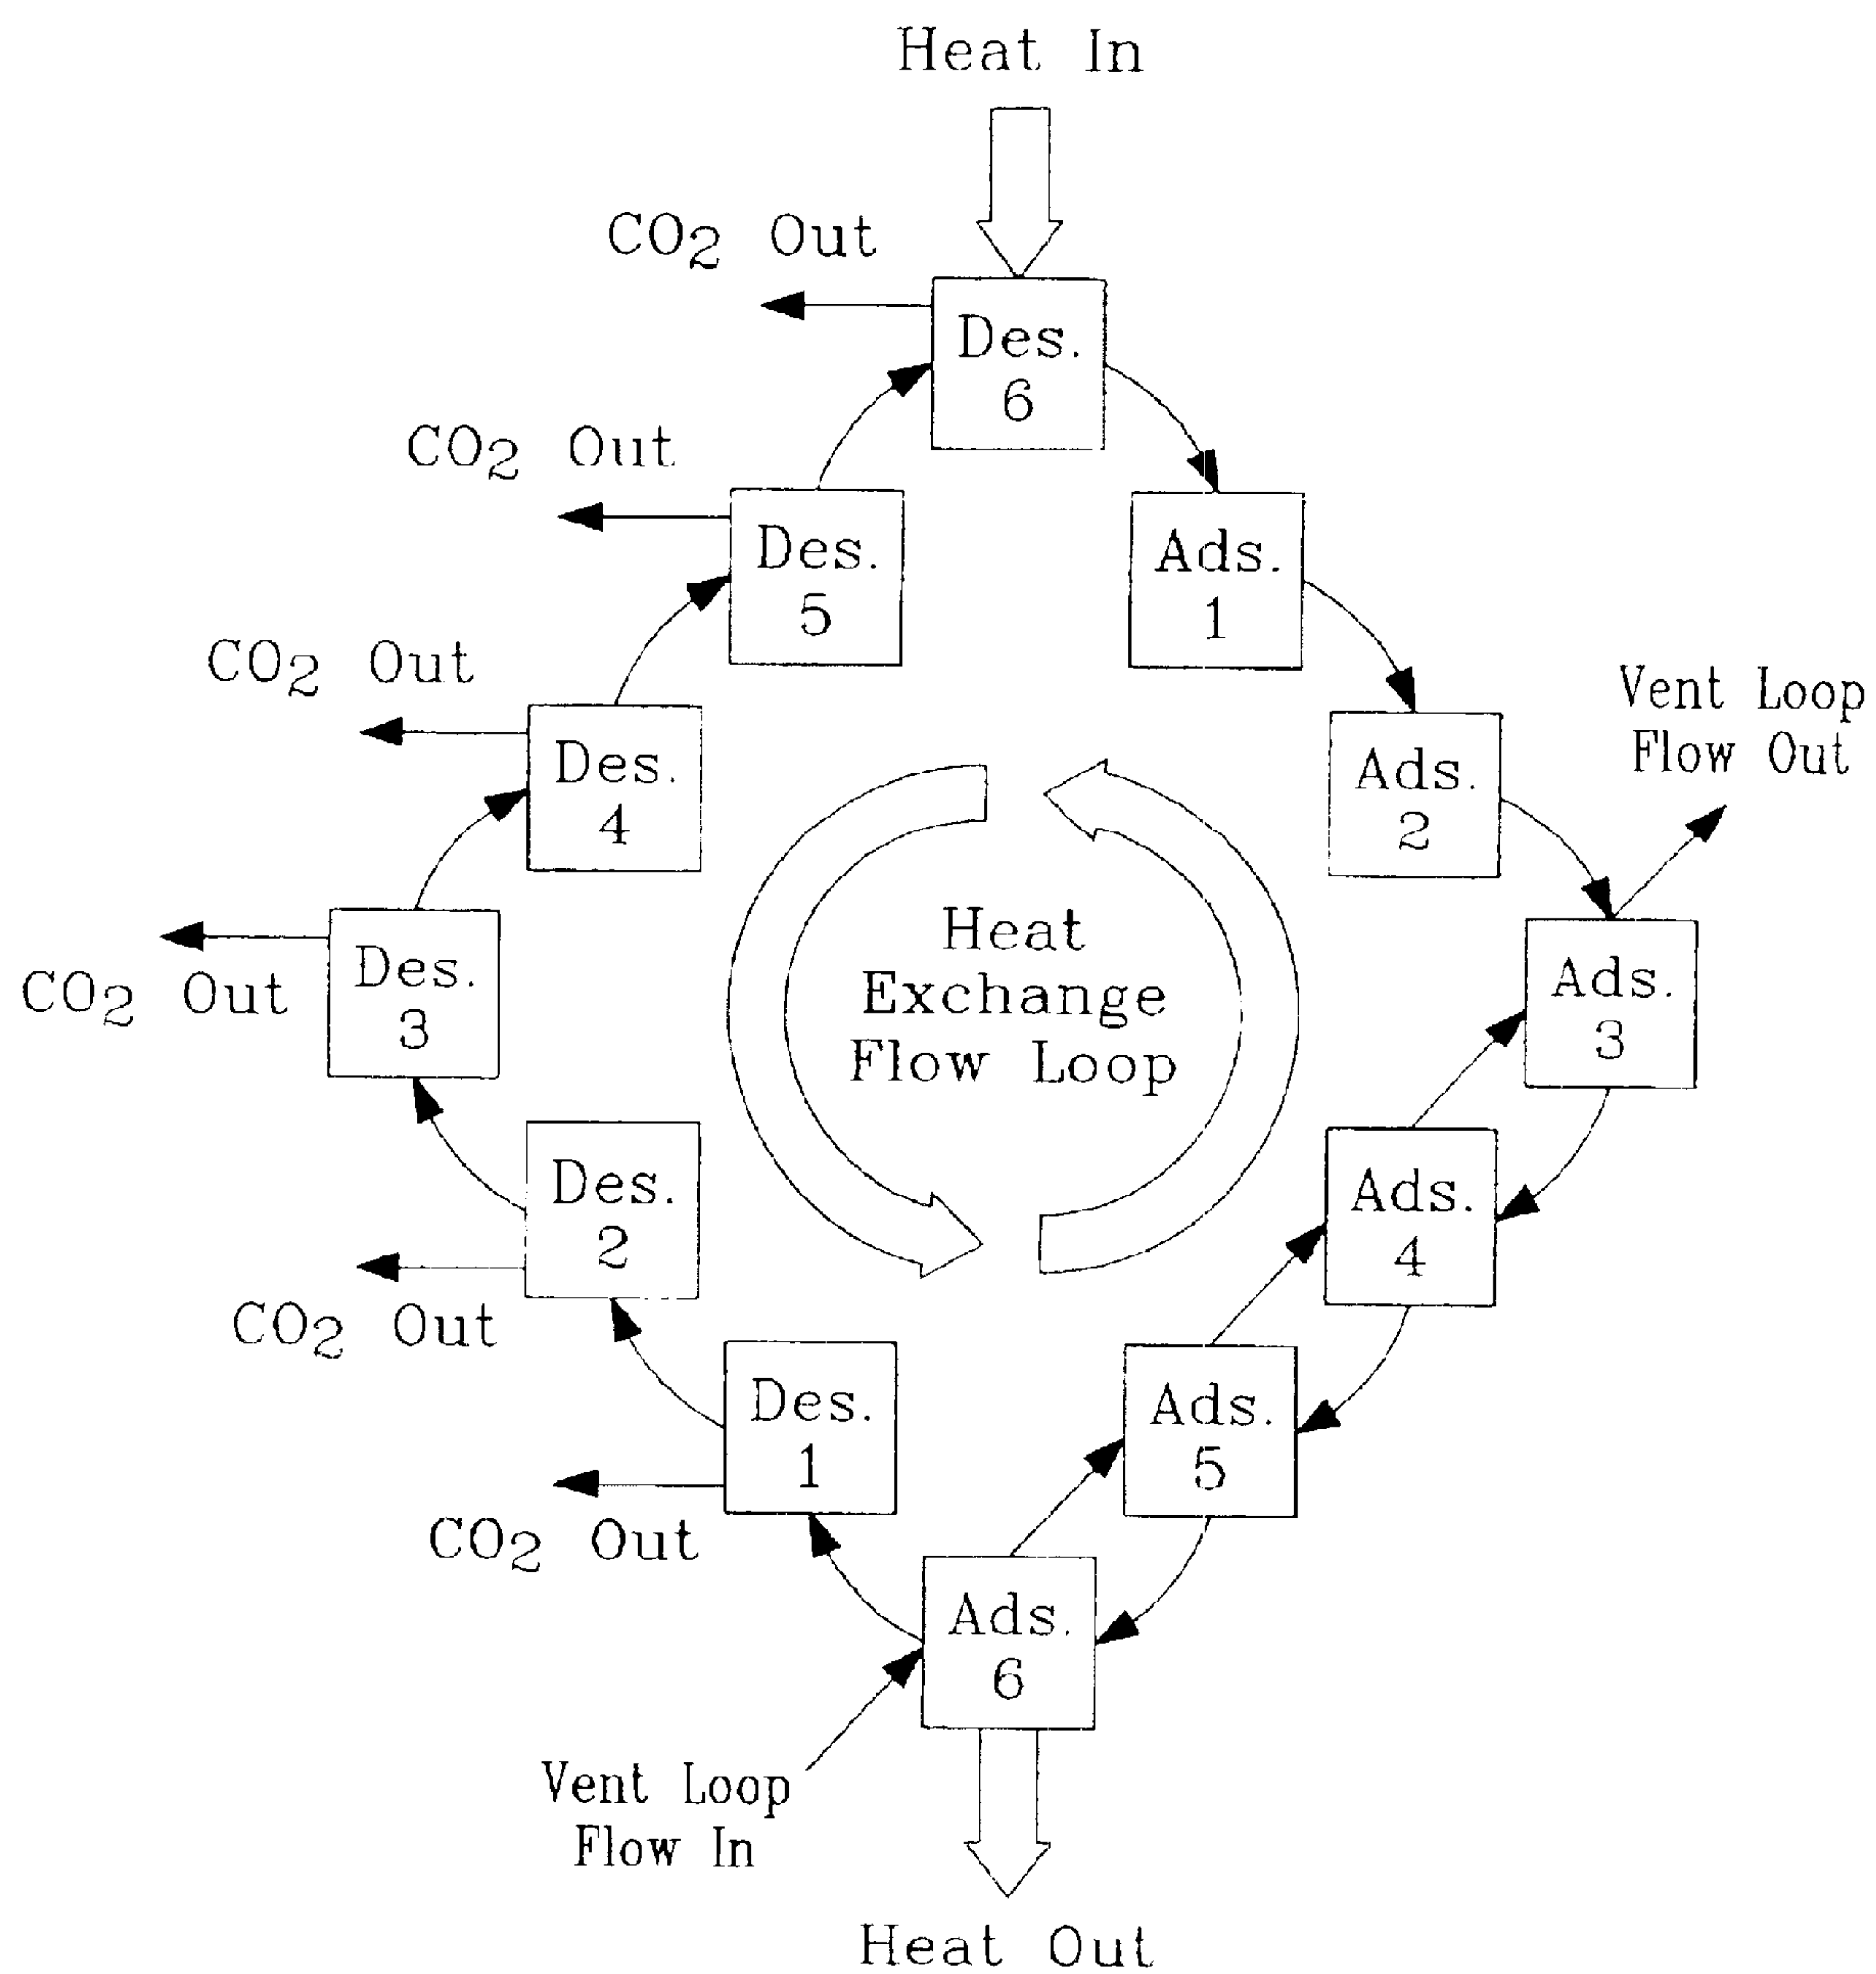 Heat In
CO2 Out
Des.
6
CO2 Out
Des.
5
Ads.
1
CO2 Out
Vent Loop
Flow Out
Des.
4
Ads.
2
Heat
Exchange
Flow Loop
CO2 Out
Des.
3
Ads.
3
Des.
2
Ads.
4
CO2 Out
Des.
1
Ads.
5
CO2 Out
Ads.
6
Vent Loop
Flow In
Heat Out